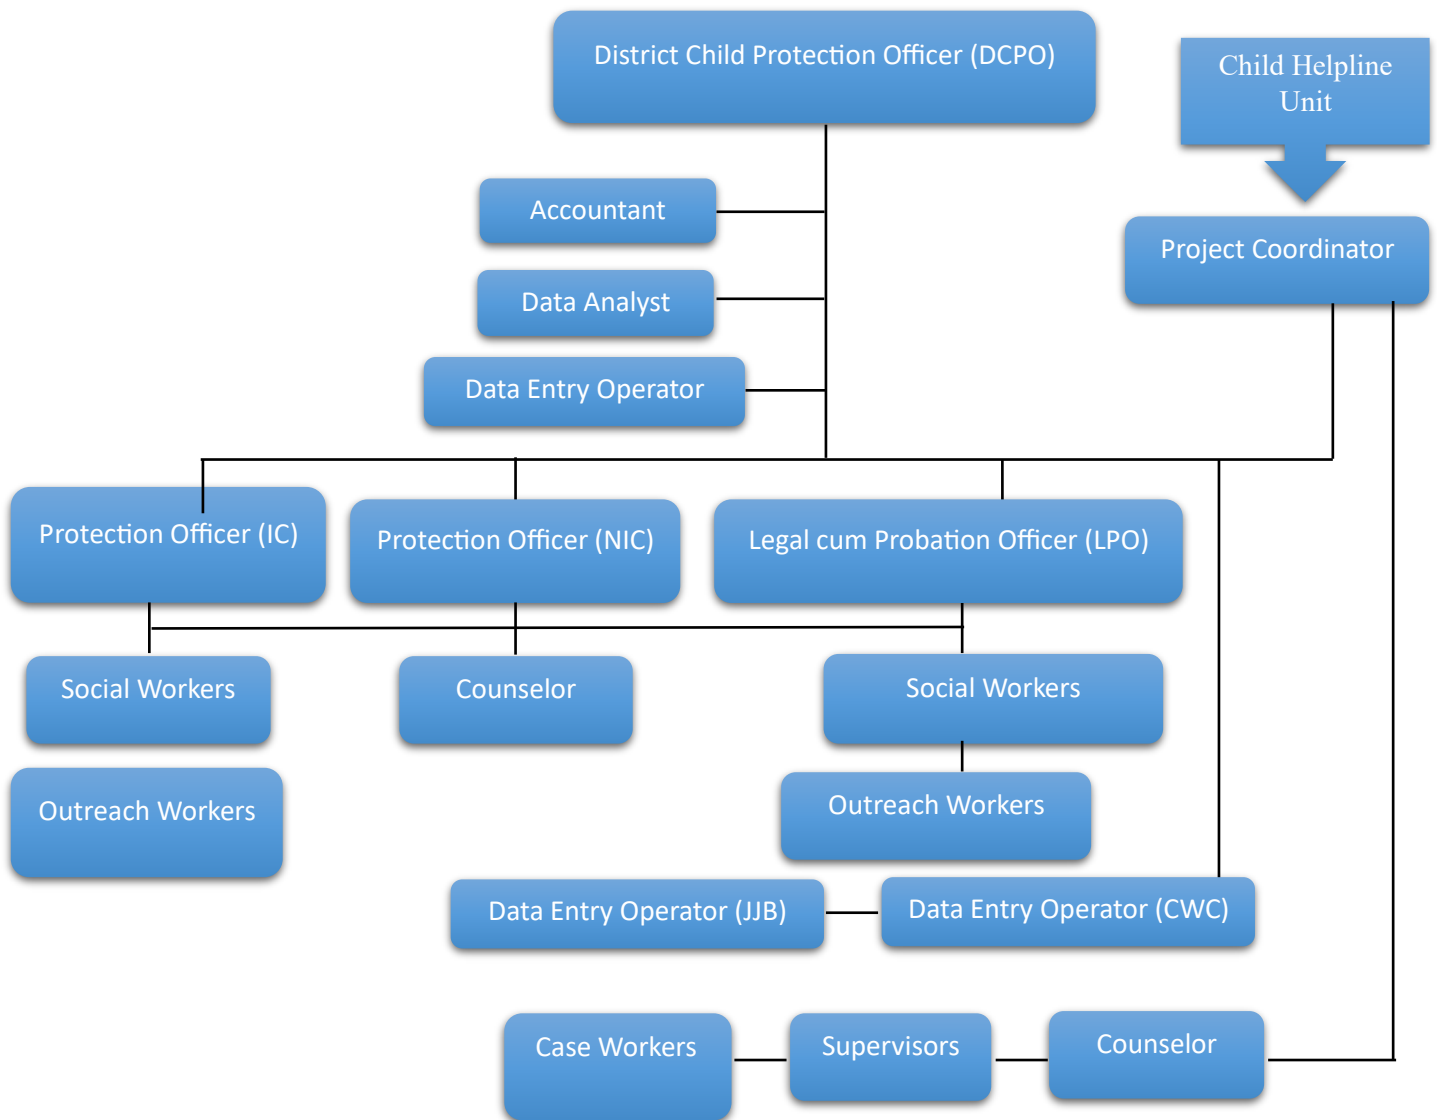 District Child Protection Officer (DCPO)
Child Helpline
Unit
Accountant
Project Coordinator
Data Analyst
Data Entry Operator
Protection Officer (IC)
Protection Officer (NIC)
Legal cum Probation Officer (LPO)
Social Workers
Counselor
Social Workers
Outreach Workers
Outreach Workers
Data Entry Operator (JJB)
Data Entry Operator (CWC)
Case Workers
Supervisors
Counselor